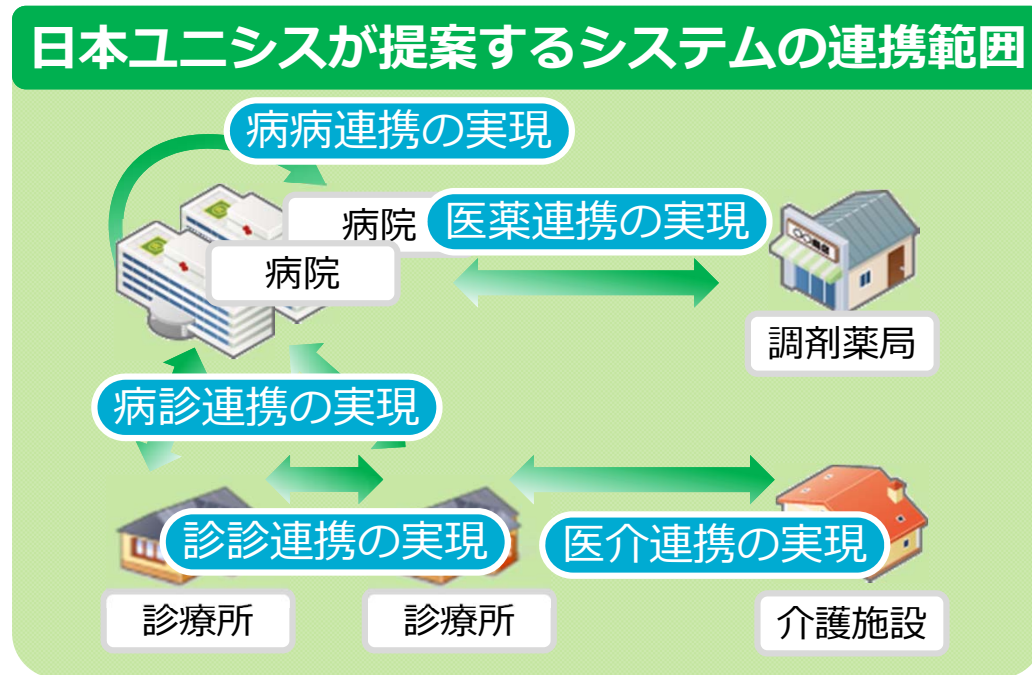 日本ユニシスが提案するシステムの連携範囲
病病連携の実現
病院
医薬連携の実現
病院
調剤薬局
病診連携の実現
診診連携の実現
医介連携の実現
診療所
診療所
介護施設